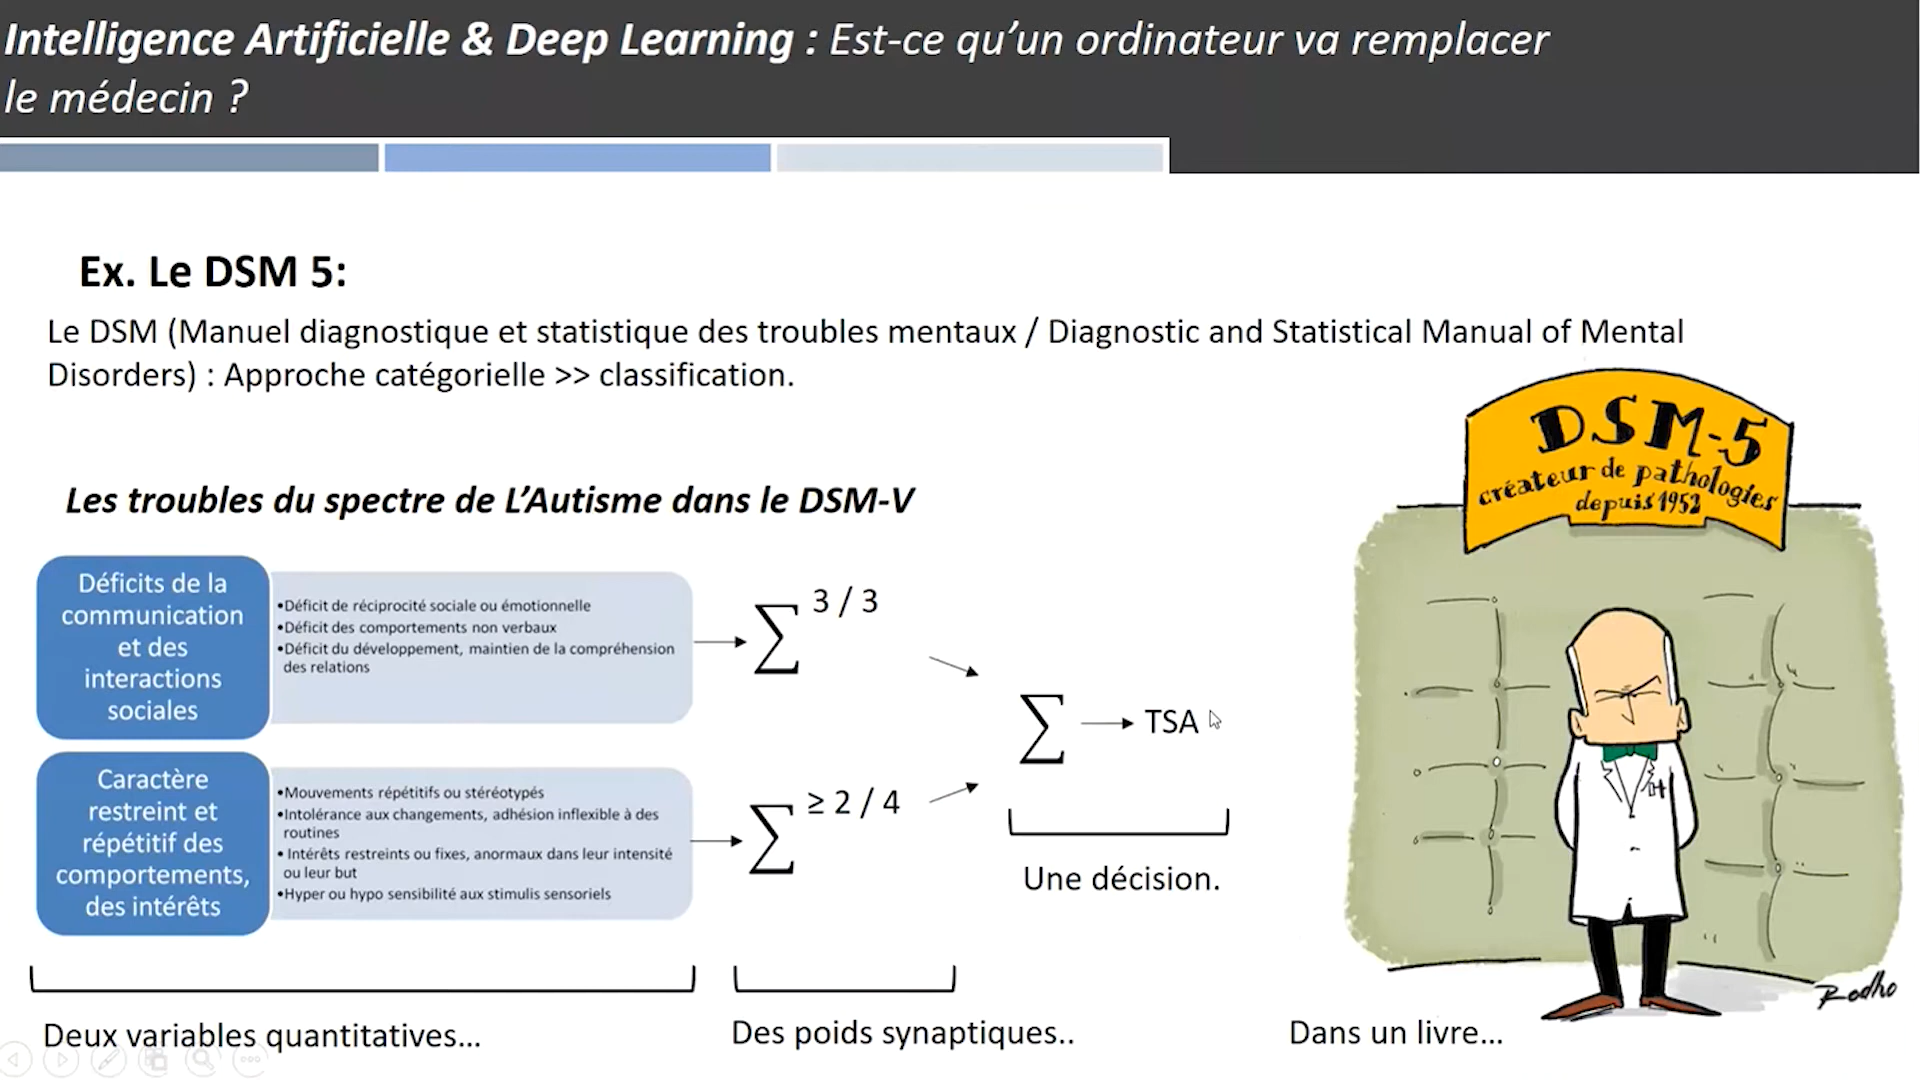 Intelligence Artificielle & Deep Learning : Est-ce qu’un ordinateur va remplacer
le médecin ?
Ex. Le DSM 5:
Le DSM (Manuel diagnostique et statistique des troubles mentaux / Diagnostic and Statistical Manual of Mental
Disorders) : Approche catégorielle >> classification.
DSM-5
créateur de pathologies
depuis 1952
Les troubles du spectre de L’Autisme dans le DSM-V
Déficits de la
communication
et des
interactions
sociales
•Déficit de réciprocité sociale ou émotionnelle
•Déficit des comportements non verbaux
•Déficit du développement, maintien de la compréhension
des relations
∑ 3 / 3
Caractère
restreint et
répétitif des
comportements,
des intérêts
•Mouvements répétitifs ou stéréotypés
•Intolérance aux changements, adhésion inflexible à des
routines
• Intérêts restreints ou fixes, anormaux dans leur intensité
ou leur but
•Hyper ou hypo sensibilité aux stimulis sensoriels
∑ ≥ 2 / 4
∑ → TSA
Une décision.
Deux variables quantitatives...
Des poids synaptiques..
Dans un livre...
Rodho